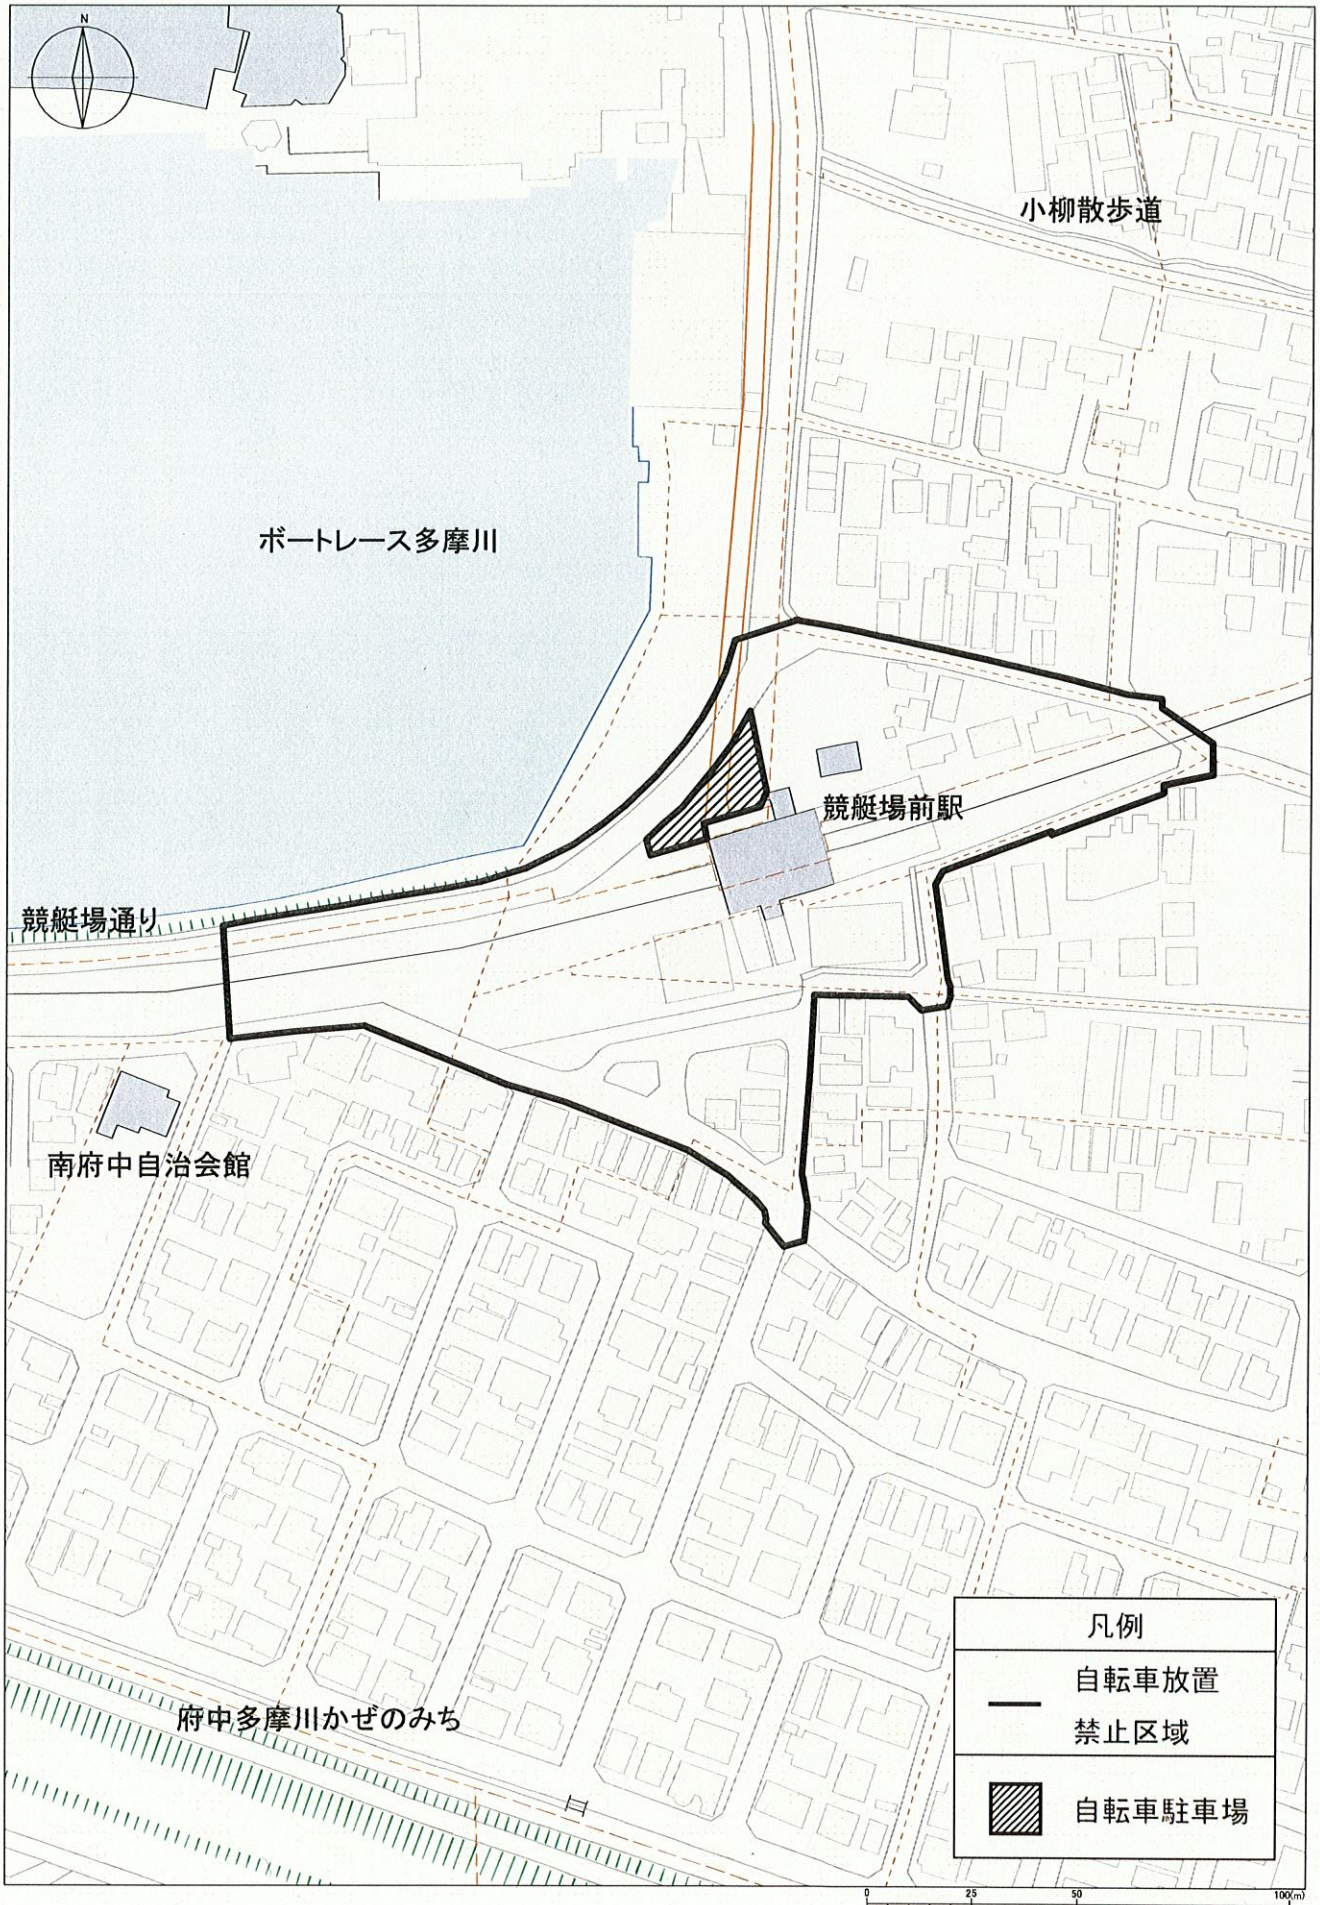 N
小柳散歩道
ボートレース多摩川
競艇場前駅
競艇場通り
南府中自治会館
府中多摩川かぜのみち
凡例
自転車放置
禁止区域
自転車駐車場
0 25 50 100(m)